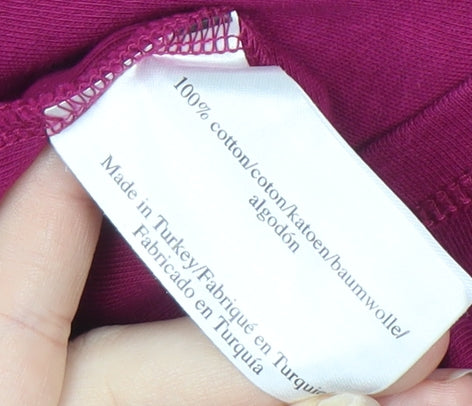 100% cotton/coton/katoen/baumwolle/
algodón
Made in Turkey/Fabriqué en Turquie
Fabricado en Turquía